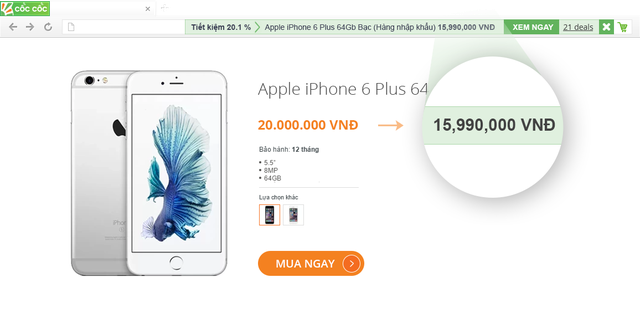 cốc cốc
Tiết kiệm 20.1 % Apple iPhone 6 Plus 64Gb Bạc (Hàng nhập khẩu) 15,990,000 VNĐ XEM NGAY 21 deals
Apple iPhone 6 Plus 64
20.000.000 VNĐ
15,990,000 VNĐ
Bảo hành: 12 tháng
5.5"
8MP
64GB
Lựa chọn khác
MUA NGAY